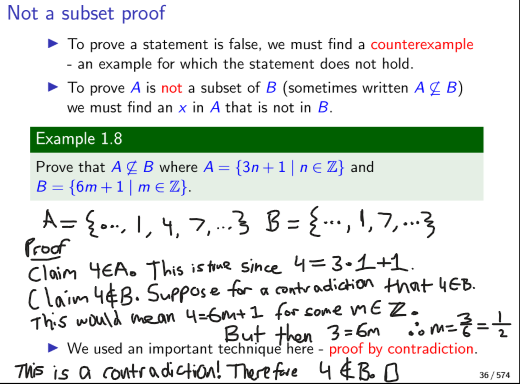 Not a subset proof
▶ To prove a statement is false, we must find a counterexample
- an example for which the statement does not hold.
▶ To prove A is not a subset of B (sometimes written A ⊈ B)
we must find an x in A that is not in B.
Example 1.8
Prove that A ⊈ B where A = {3n + 1 | n ∈ ℤ} and
B = {6m + 1 | m ∈ ℤ}.
A = {..., 1, 4, 7, ...} B = {..., 1, 7, ...}
Proof
Claim 4∈A. This is true since 4 = 3·1+1.
Claim 4∉B. Suppose for a contradiction that 4∈B.
This would mean 4=6m+1 for some m∈ℤ.
But then 3=6m ∴ m=3/6=1/2
▶ We used an important technique here - proof by contradiction.
This is a contradiction! Therefore 4∉B. □
36 / 574